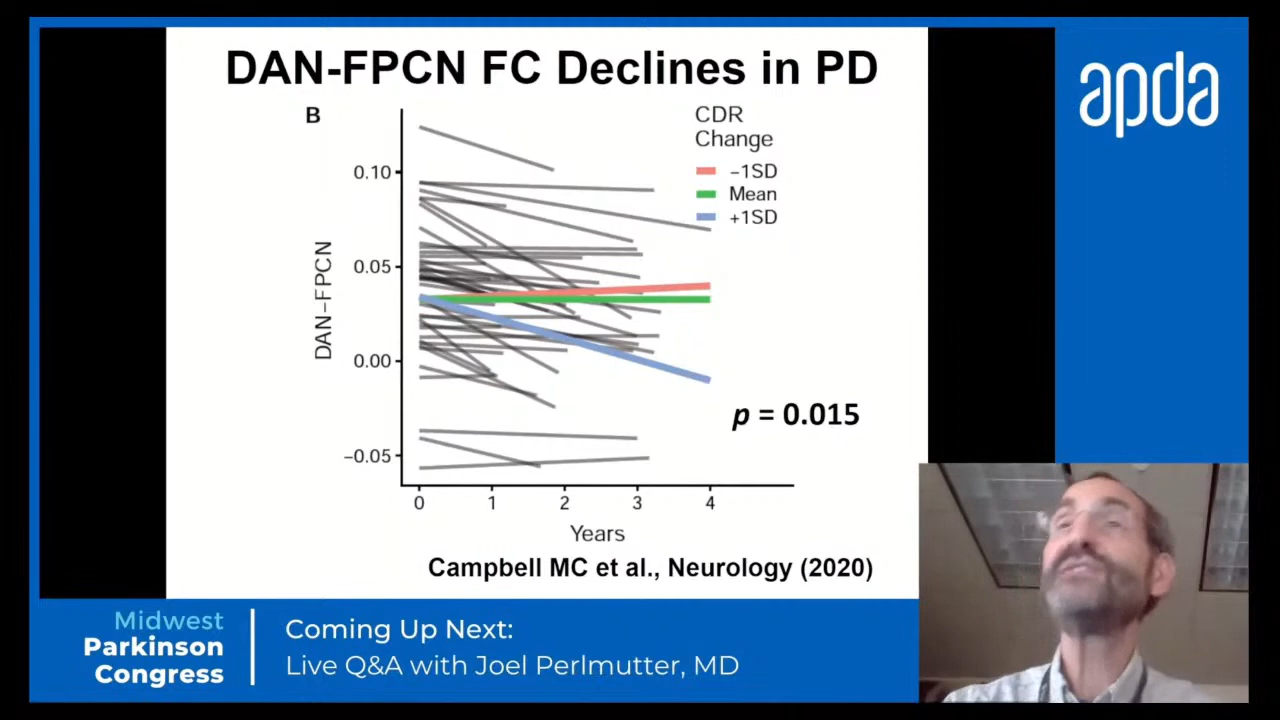 DAN-FPCN FC Declines in PD
B
CDR
Change
−1SD
Mean
+1SD
DAN−FPCN
0.10
0.05
0.00
−0.05
0
1
2
3
4
Years
p = 0.015
Campbell MC et al., Neurology (2020)
apda
Midwest
Parkinson
Congress
Coming Up Next:
Live Q&A with Joel Perlmutter, MD